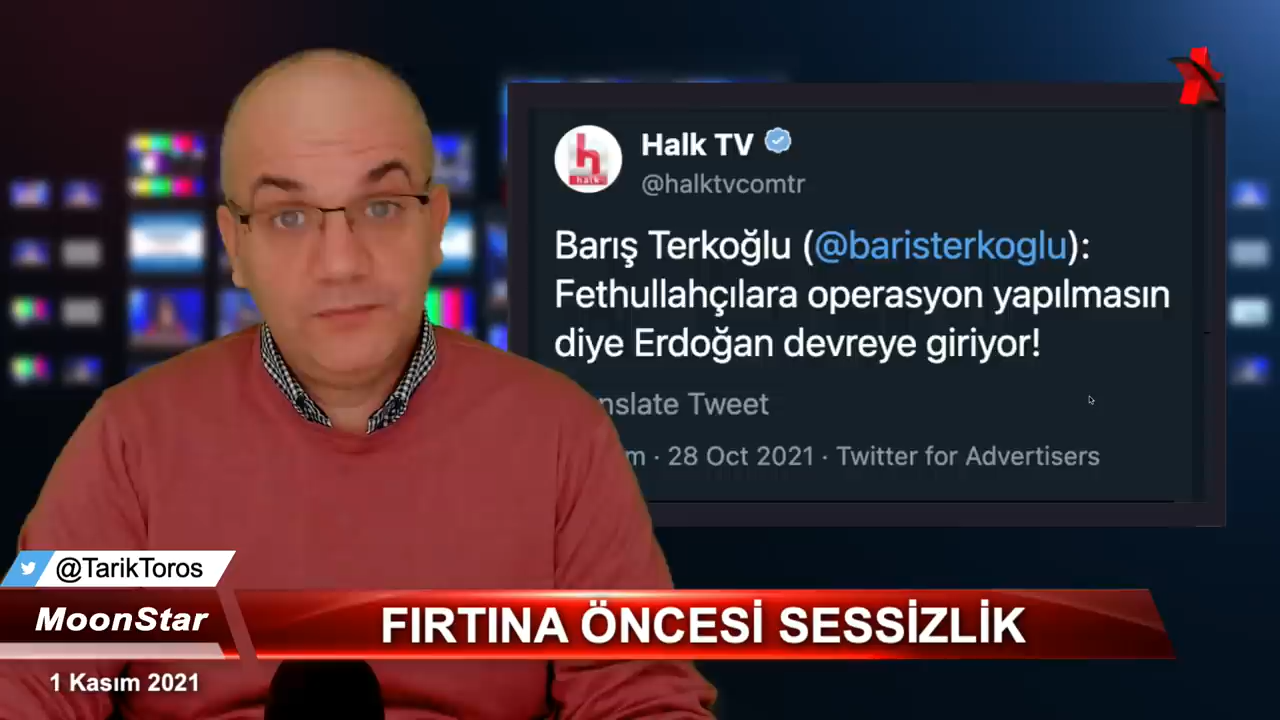 Halk TV
@halktvcomtr
h
halk
Barış Terkoğlu (@baristerkoglu):
Fethullahçılara operasyon yapılmasın
diye Erdoğan devreye giriyor!
nslate Tweet
m · 28 Oct 2021 · Twitter for Advertisers
@TarikToros
MoonStar
FIRTINA ÖNCESİ SESSİZLİK
1 Kasım 2021